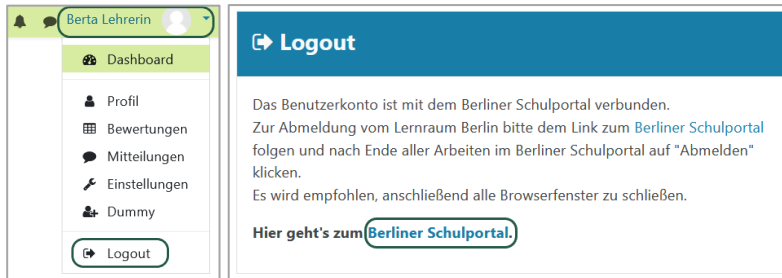 Berta Lehrerin
Dashboard
Profil
Bewertungen
Mitteilungen
Einstellungen
Dummy
Logout
Logout
Das Benutzerkonto ist mit dem Berliner Schulportal verbunden.
Zur Abmeldung vom Lernraum Berlin bitte dem Link zum Berliner Schulportal
folgen und nach Ende aller Arbeiten im Berliner Schulportal auf "Abmelden"
klicken.
Es wird empfohlen, anschließend alle Browserfenster zu schließen.
Hier geht's zum Berliner Schulportal.